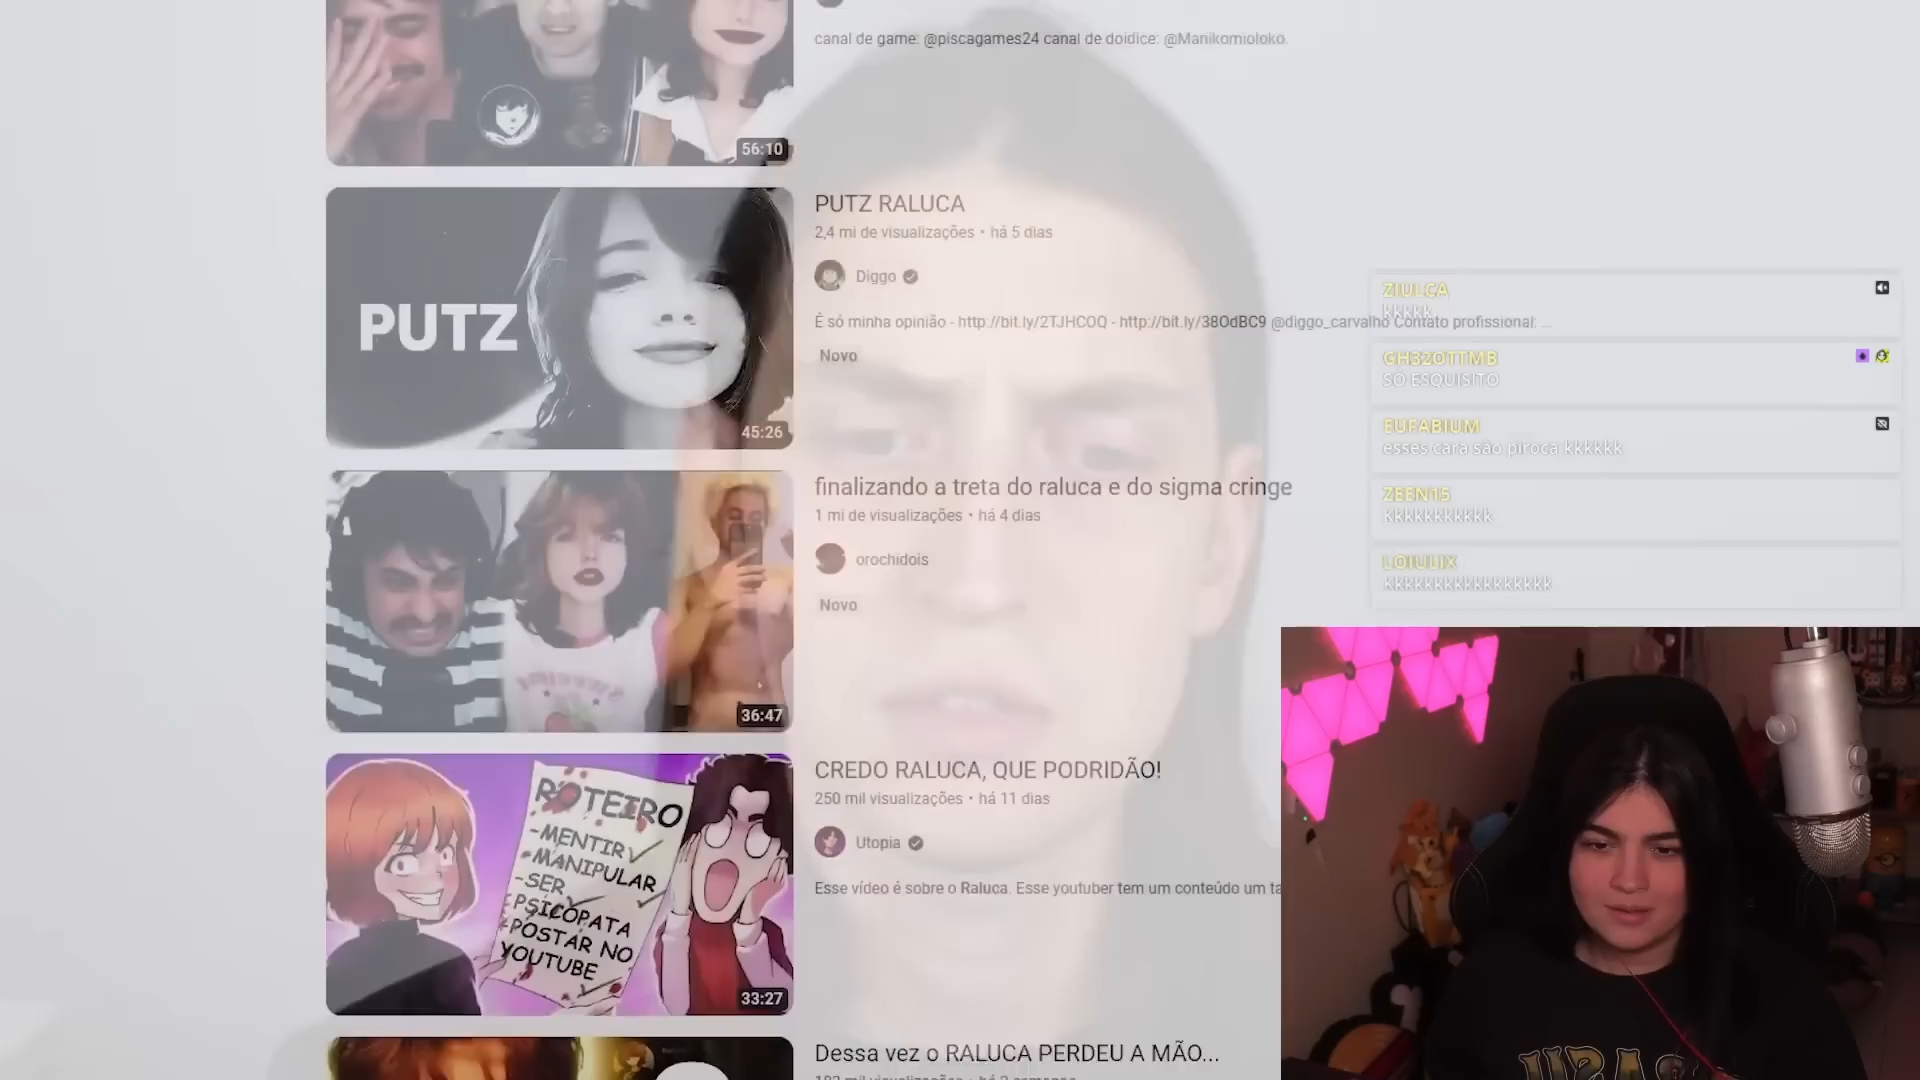 canal de game: @piscagames24 canal de doidice: @Manikomioloko.
56:10
PUTZ
45:26
PUTZ RALUCA
2,4 mi de visualizações • há 5 dias
Diggo
É só minha opinião - http://bit.ly/2TJHCOQ - http://bit.ly/38OdBC9 @diggo_carvalho Contato profissional: ...
Novo
36:47
finalizando a treta do raluca e do sigma cringe
1 mi de visualizações • há 4 dias
orochidois
Novo
ROTEIRO
-MENTIR
-MANIPULAR
-SER
PSICOPATA
-POSTAR NO
YOUTUBE
33:27
CREDO RALUCA, QUE PODRIDÃO!
250 mil visualizações • há 11 dias
Utopia
Esse vídeo é sobre o Raluca. Esse youtuber tem um conteúdo um ta
Dessa vez o RALUCA PERDEU A MÃO...
ZIULCA
kkkkk
GH32OTTMB
SÓ ESQUISITO
EUFABIUM
esses cara são piroca kkkkkk
ZEEN15
kkkkkkkkkkk
LOIULIX
kkkkkkkkkkkkkkkkk